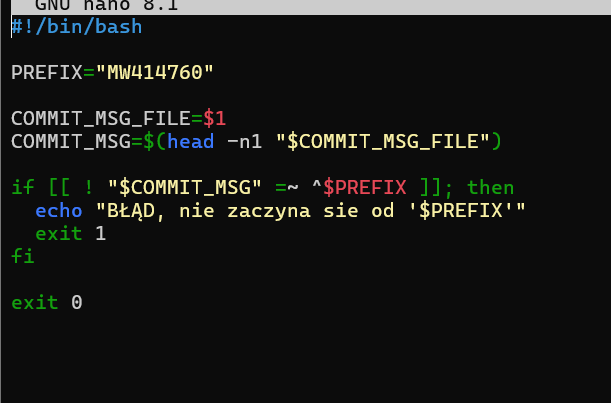 GNU nano 8.1
#!/bin/bash
PREFIX="MW414760"
COMMIT_MSG_FILE=$1
COMMIT_MSG=$(head -n1 "$COMMIT_MSG_FILE")
if [[ ! "$COMMIT_MSG" =~ ^$PREFIX ]]; then
  echo "BŁĄD, nie zaczyna sie od '$PREFIX'"
  exit 1
fi
exit 0